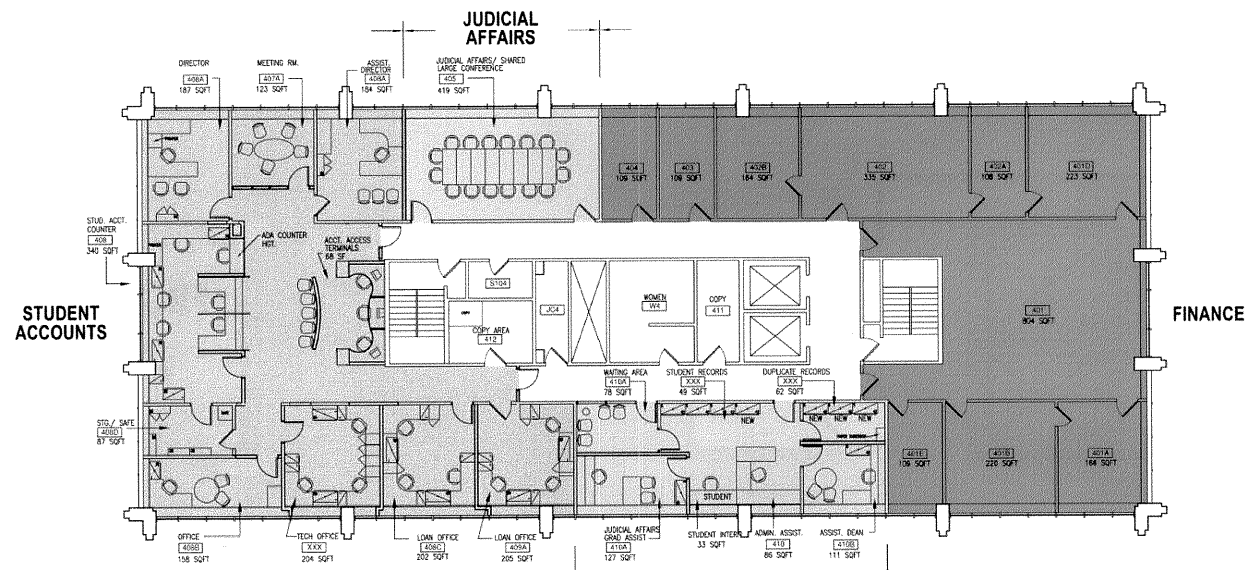 JUDICIAL
AFFAIRS
DIRECTOR
408A
187 SQFT
MEETING RM.
407A
123 SQFT
ASSIST.
DIRECTOR
408A
184 SQFT
JUDICIAL AFFAIRS/ SHARED
LARGE CONFERENCE
405
419 SQFT
404
109 SQFT
403
109 SQFT
402B
164 SQFT
402
335 SQFT
402A
108 SQFT
401D
223 SQFT
STUD. ACCT.
COUNTER
408
340 SQFT
ADA COUNTER
HGT.
ACCT. ACCESS
TERMINALS
68 SF
S104
COPY
COPY AREA
412
JC4
WOMEN
W4
COPY
411
401
804 SQFT
STUDENT
ACCOUNTS
FINANCE
WAITING AREA
410A
78 SQFT
STUDENT RECORDS
XXX
49 SQFT
DUPLICATE RECORDS
XXX
62 SQFT
NEW
NEW NEW NEW
STG./ SAFE
408D
87 SQFT
401E
109 SQFT
401B
220 SQFT
401A
168 SQFT
STUDENT
OFFICE
408B
158 SQFT
TECH OFFICE
XXX
204 SQFT
LOAN OFFICE
408C
202 SQFT
LOAN OFFICE
409A
205 SQFT
JUDICIAL AFFAIRS
GRAD ASSIST
410A
127 SQFT
STUDENT INTERN
33 SQFT
ADMIN. ASSIST.
410
86 SQFT
ASSIST. DEAN
410B
111 SQFT